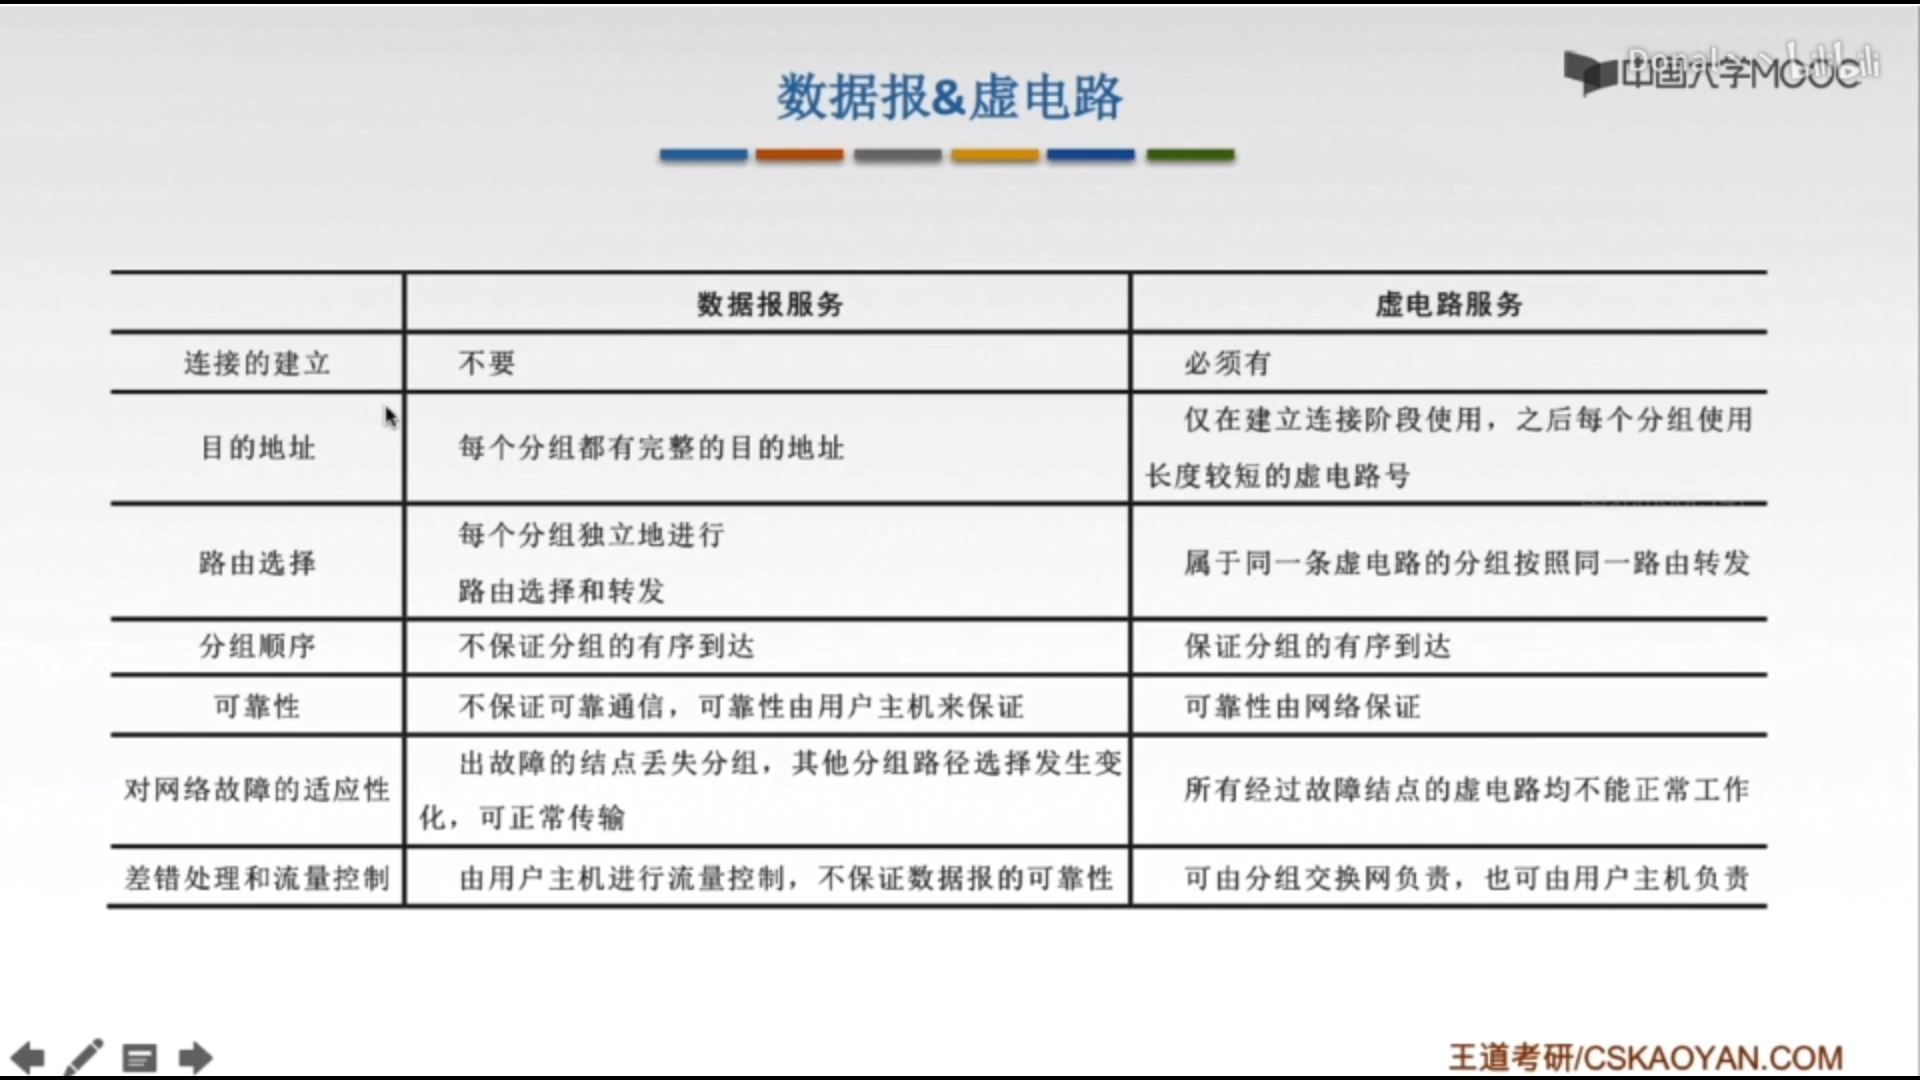 数据报&虚电路
中国大学MOOC
数据报服务
虚电路服务
连接的建立
不要
必须有
目的地址
每个分组都有完整的目的地址
仅在建立连接阶段使用，之后每个分组使用
长度较短的虚电路号
路由选择
每个分组独立地进行
路由选择和转发
属于同一条虚电路的分组按照同一路由转发
分组顺序
不保证分组的有序到达
保证分组的有序到达
可靠性
不保证可靠通信，可靠性由用户主机来保证
可靠性由网络保证
对网络故障的适应性
出故障的结点丢失分组，其他分组路径选择发生变
化，可正常传输
所有经过故障结点的虚电路均不能正常工作
差错处理和流量控制
由用户主机进行流量控制，不保证数据报的可靠性
可由分组交换网负责，也可由用户主机负责
王道考研/CSKAOYAN.COM